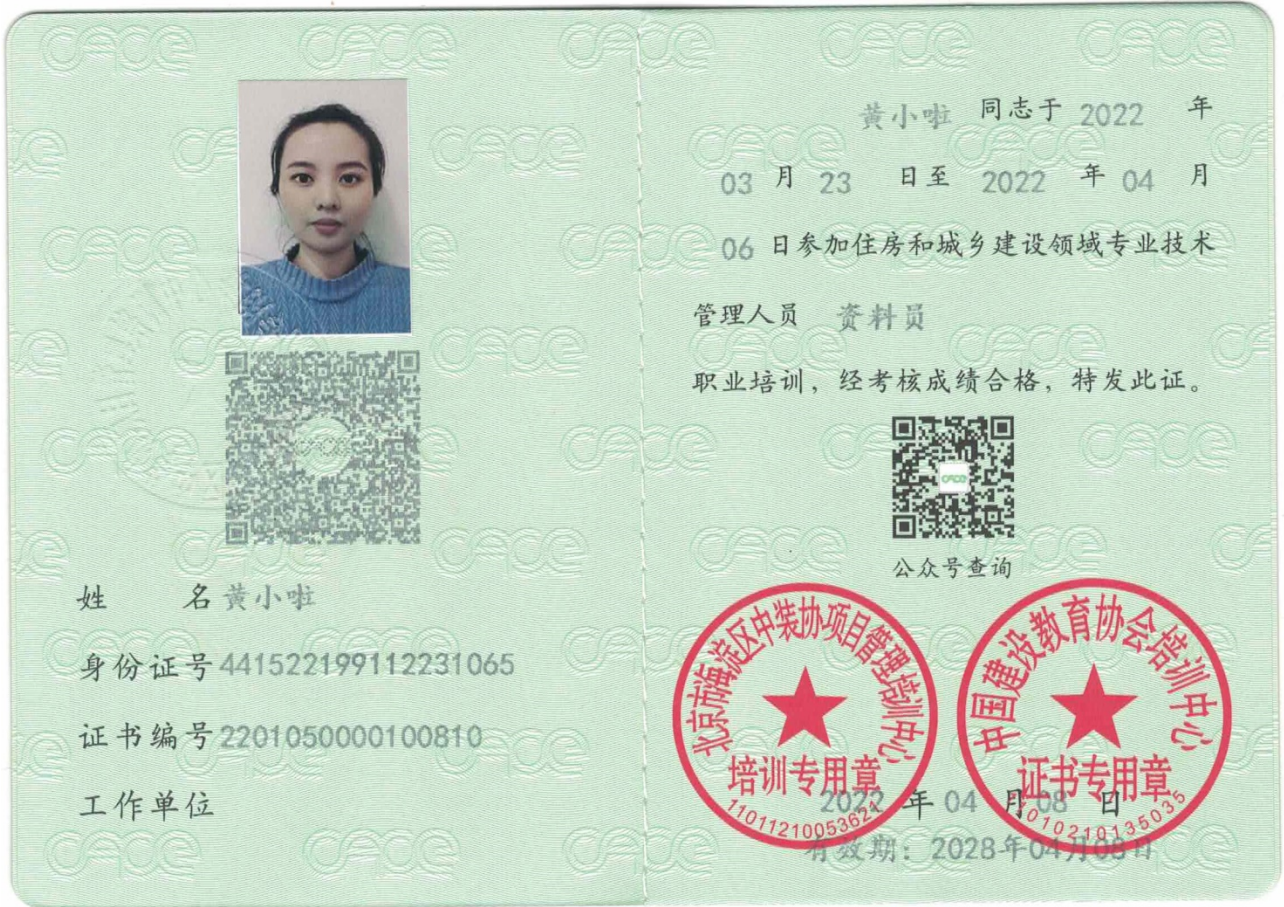 姓 名 黄小啦
身份证号 441522199112231065
证书编号 2201050000100810
工作单位
黄小啦 同志于 2022 年
03 月 23 日至 2022 年 04 月
06 日参加住房和城乡建设领域专业技术
管理人员 资料员
职业培训，经考核成绩合格，特发此证。
公众号查询
北京市海淀区中装协项目管理培训中心
培训专用章
中国建设教育协会培训中心
证书专用章
2022 年 04 月 08 日
有效期：2028年04月08日